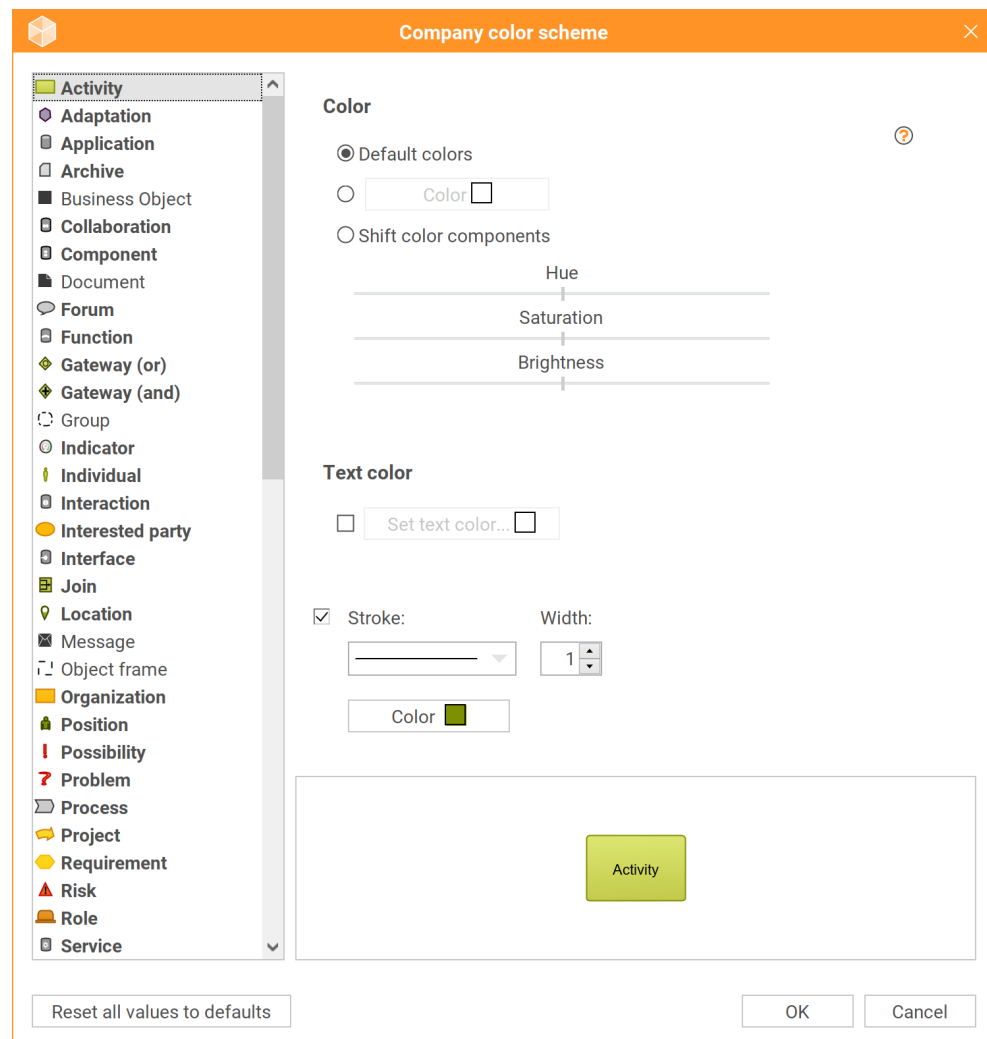 Company color scheme
Activity
Adaptation
Application
Archive
Business Object
Collaboration
Component
Document
Forum
Function
Gateway (or)
Gateway (and)
Group
Indicator
Individual
Interaction
Interested party
Interface
Join
Location
Message
Object frame
Organization
Position
Possibility
Problem
Process
Project
Requirement
Risk
Role
Service
Color
?
Default colors
Color
Shift color components
Hue
Saturation
Brightness
Text color
Set text color...
Stroke: Width:
1
Color
Activity
Reset all values to defaults OK Cancel